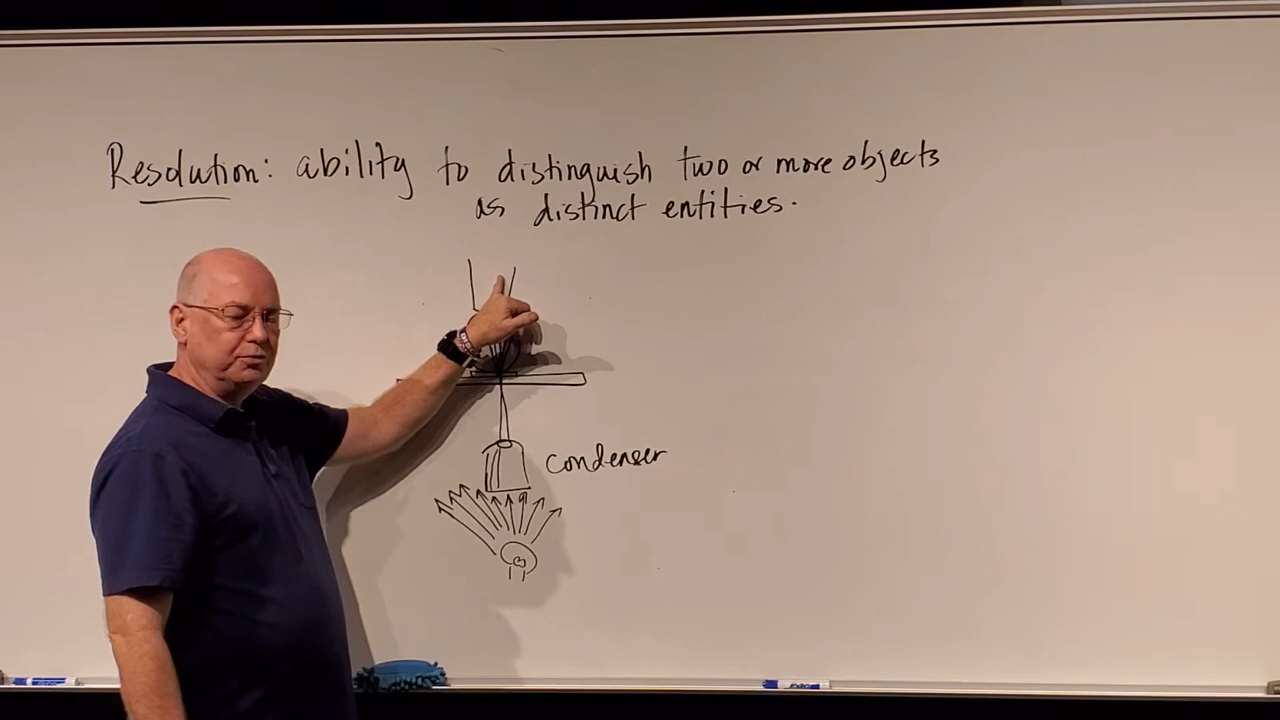 Resolution: ability to distinguish two or more objects
as distinct entities.
condenser